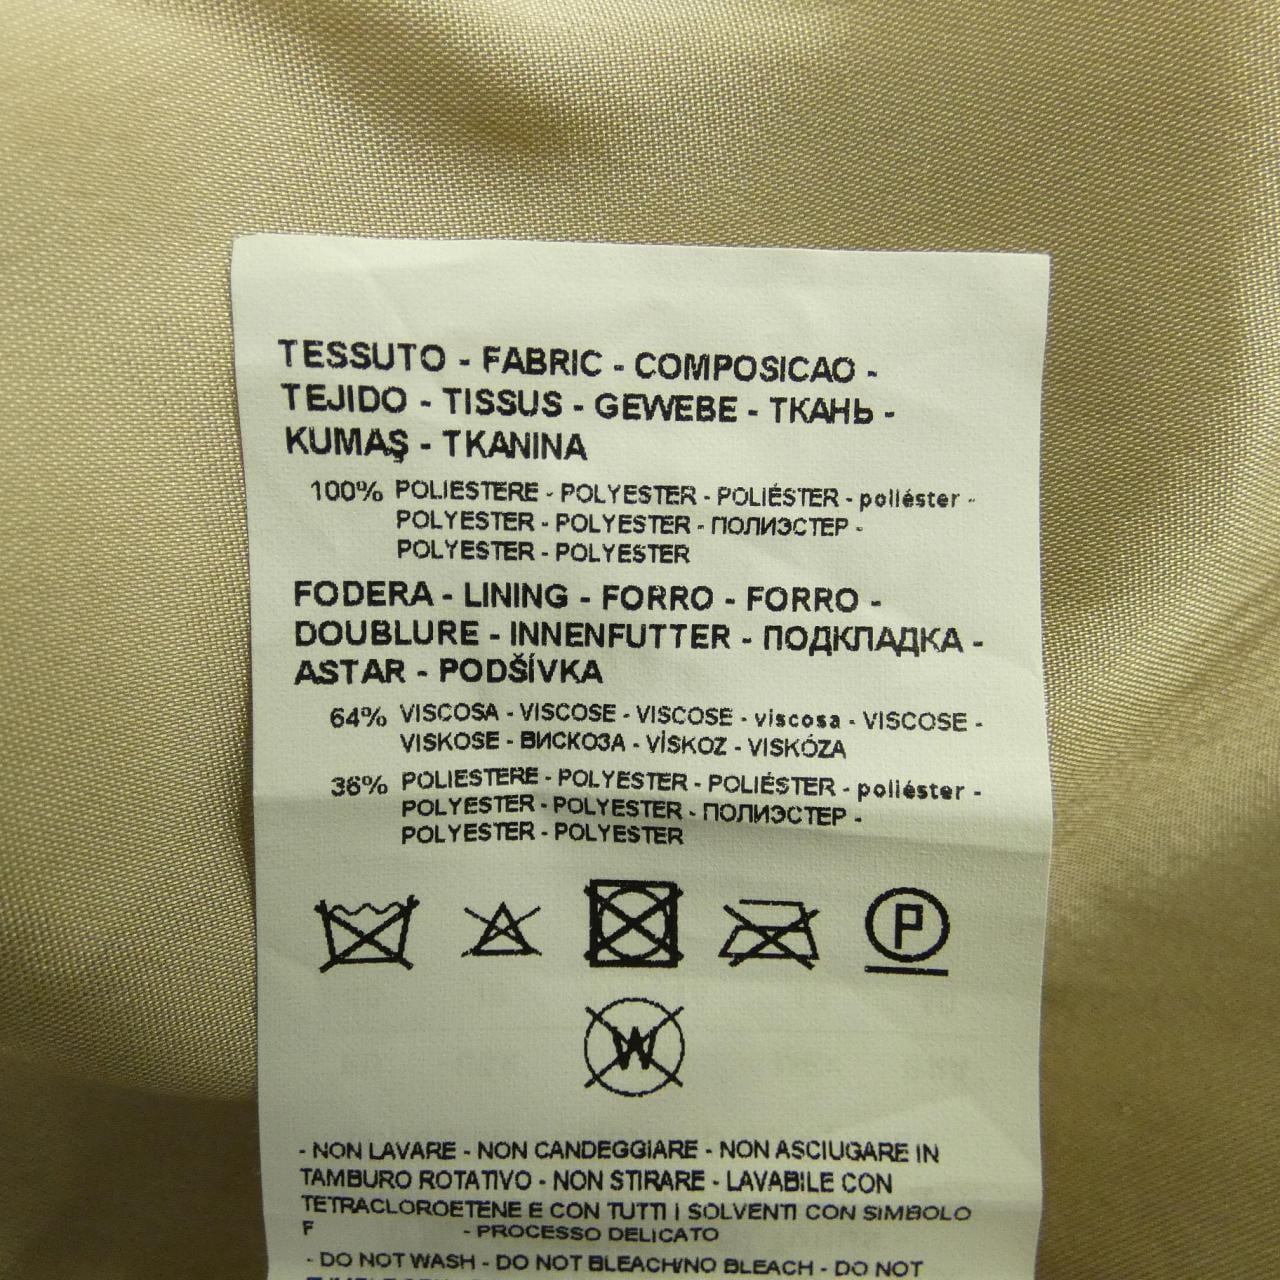 TESSUTO - FABRIC - COMPOSICAO -
TEJIDO - TISSUS - GEWEBE - ТКАНЬ -
KUMAŞ - TKANINA
100% POLIESTERE - POLYESTER - POLIÉSTER - poliéster -
POLYESTER - POLYESTER - ПОЛИЭСТЕР -
POLYESTER - POLYESTER
FODERA - LINING - FORRO - FORRO -
DOUBLURE - INNENFUTTER - ПОДКЛАДКА -
ASTAR - PODŠÍVKA
64% VISCOSA - VISCOSE - VISCOSE - viscosa - VISCOSE -
VISKOSE - ВИСКОЗА - VİSKOZ - VISKÓZA
36% POLIESTERE - POLYESTER - POLIÉSTER - poliéster -
POLYESTER - POLYESTER - ПОЛИЭСТЕР -
POLYESTER - POLYESTER
P
W
- NON LAVARE - NON CANDEGGIARE - NON ASCIUGARE IN
TAMBURO ROTATIVO - NON STIRARE - LAVABILE CON
TETRACLOROETENE E CON TUTTI I SOLVENTI CON SIMBOLO
F - PROCESSO DELICATO
- DO NOT WASH - DO NOT BLEACH/NO BLEACH - DO NOT